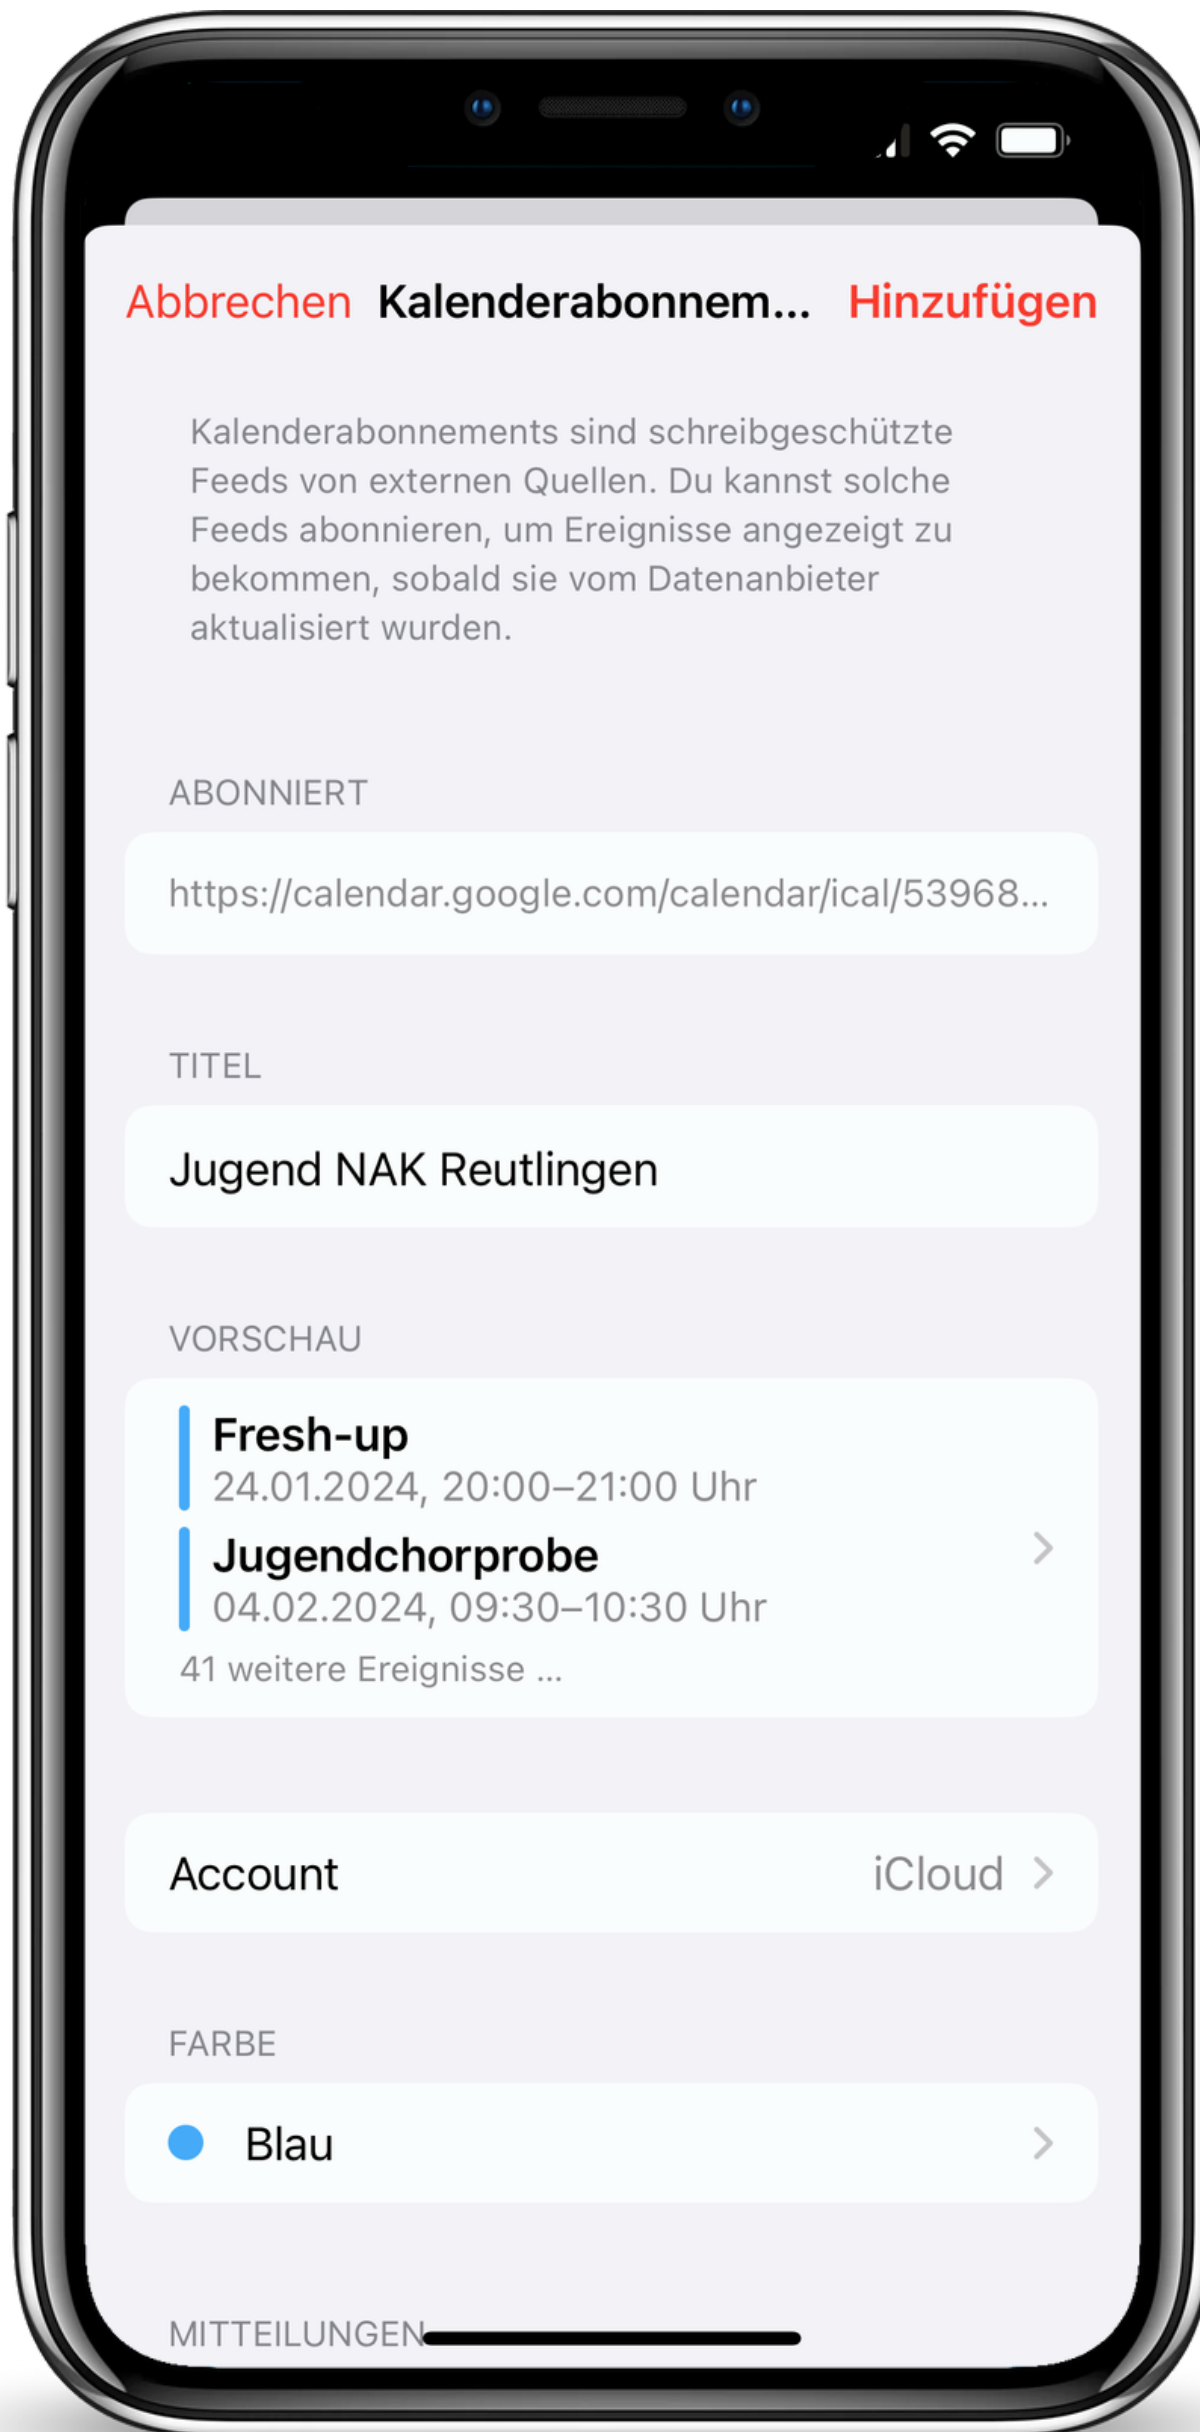 Abbrechen Kalenderabonnem... Hinzufügen
Kalenderabonnements sind schreibgeschützte
Feeds von externen Quellen. Du kannst solche
Feeds abonnieren, um Ereignisse angezeigt zu
bekommen, sobald sie vom Datenanbieter
aktualisiert wurden.
ABONNIERT
https://calendar.google.com/calendar/ical/53968...
TITEL
Jugend NAK Reutlingen
VORSCHAU
Fresh-up
24.01.2024, 20:00–21:00 Uhr
Jugendchorprobe
04.02.2024, 09:30–10:30 Uhr
41 weitere Ereignisse ...
Account iCloud
FARBE
Blau
MITTEILUNGEN